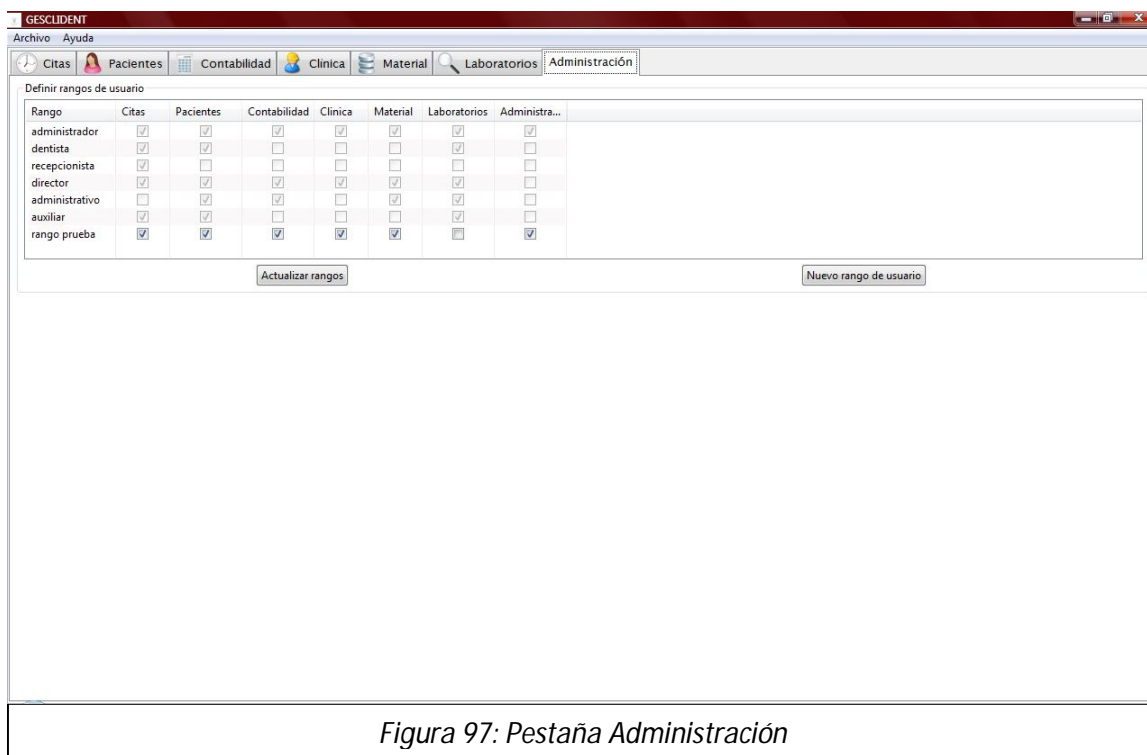 GESCLIDENT
Archivo Ayuda
Citas Pacientes Contabilidad Clinica Material Laboratorios Administración
Definir rangos de usuario
Rango Citas Pacientes Contabilidad Clinica Material Laboratorios Administra...
administrador
dentista
recepcionista
director
administrativo
auxiliar
rango prueba
Actualizar rangos Nuevo rango de usuario
Figura 97: Pestaña Administración